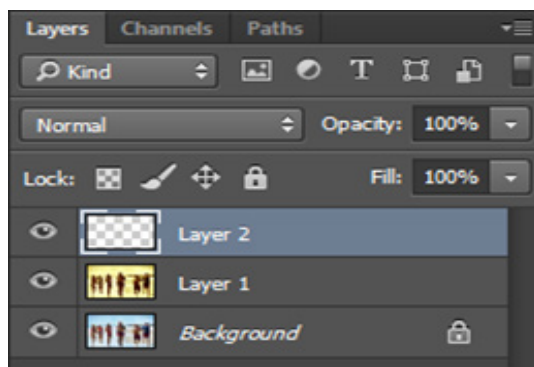 Layers Channels Paths
Kind T
Normal Opacity: 100%
Lock: Fill: 100%
Layer 2
Layer 1
Background